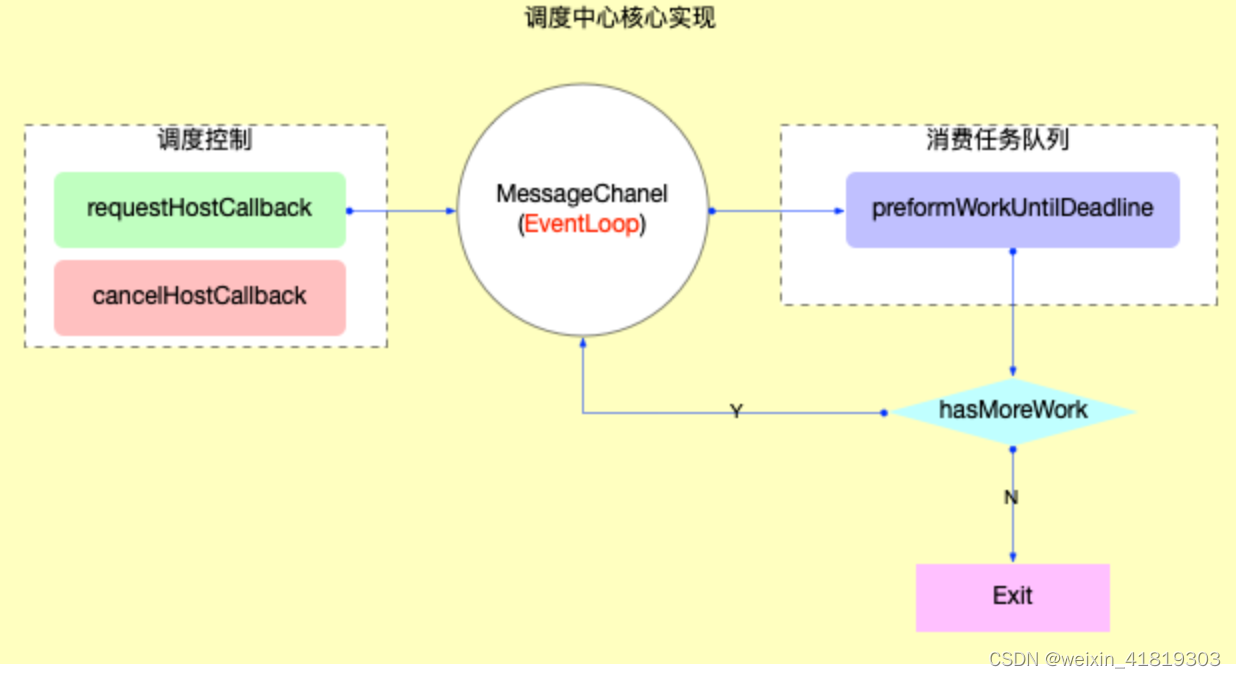 调度中心核心实现
调度控制
requestHostCallback
cancelHostCallback
MessageChanel
(EventLoop)
消费任务队列
preformWorkUntilDeadline
hasMoreWork
Y
N
Exit
CSDN @weixin_41819303